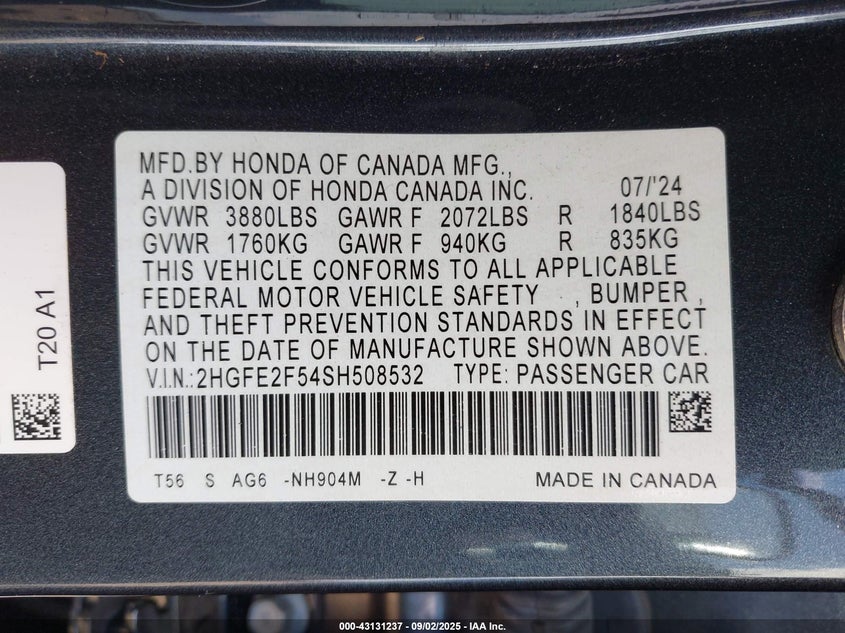 MFD.BY HONDA OF CANADA MFG.,
A DIVISION OF HONDA CANADA INC. 07/'24
GVWR 3880LBS GAWR F 2072LBS R 1840LBS
GVWR 1760KG GAWR F 940KG R 835KG
THIS VEHICLE CONFORMS TO ALL APPLICABLE
FEDERAL MOTOR VEHICLE SAFETY , BUMPER ,
AND THEFT PREVENTION STANDARDS IN EFFECT
ON THE DATE OF MANUFACTURE SHOWN ABOVE.
V.I.N.:2HGFE2F54SH508532 TYPE: PASSENGER CAR
T56 S AG6 -NH904M -Z -H MADE IN CANADA
T20 A1
000-43131237 - 09/02/2025 - IAA Inc.